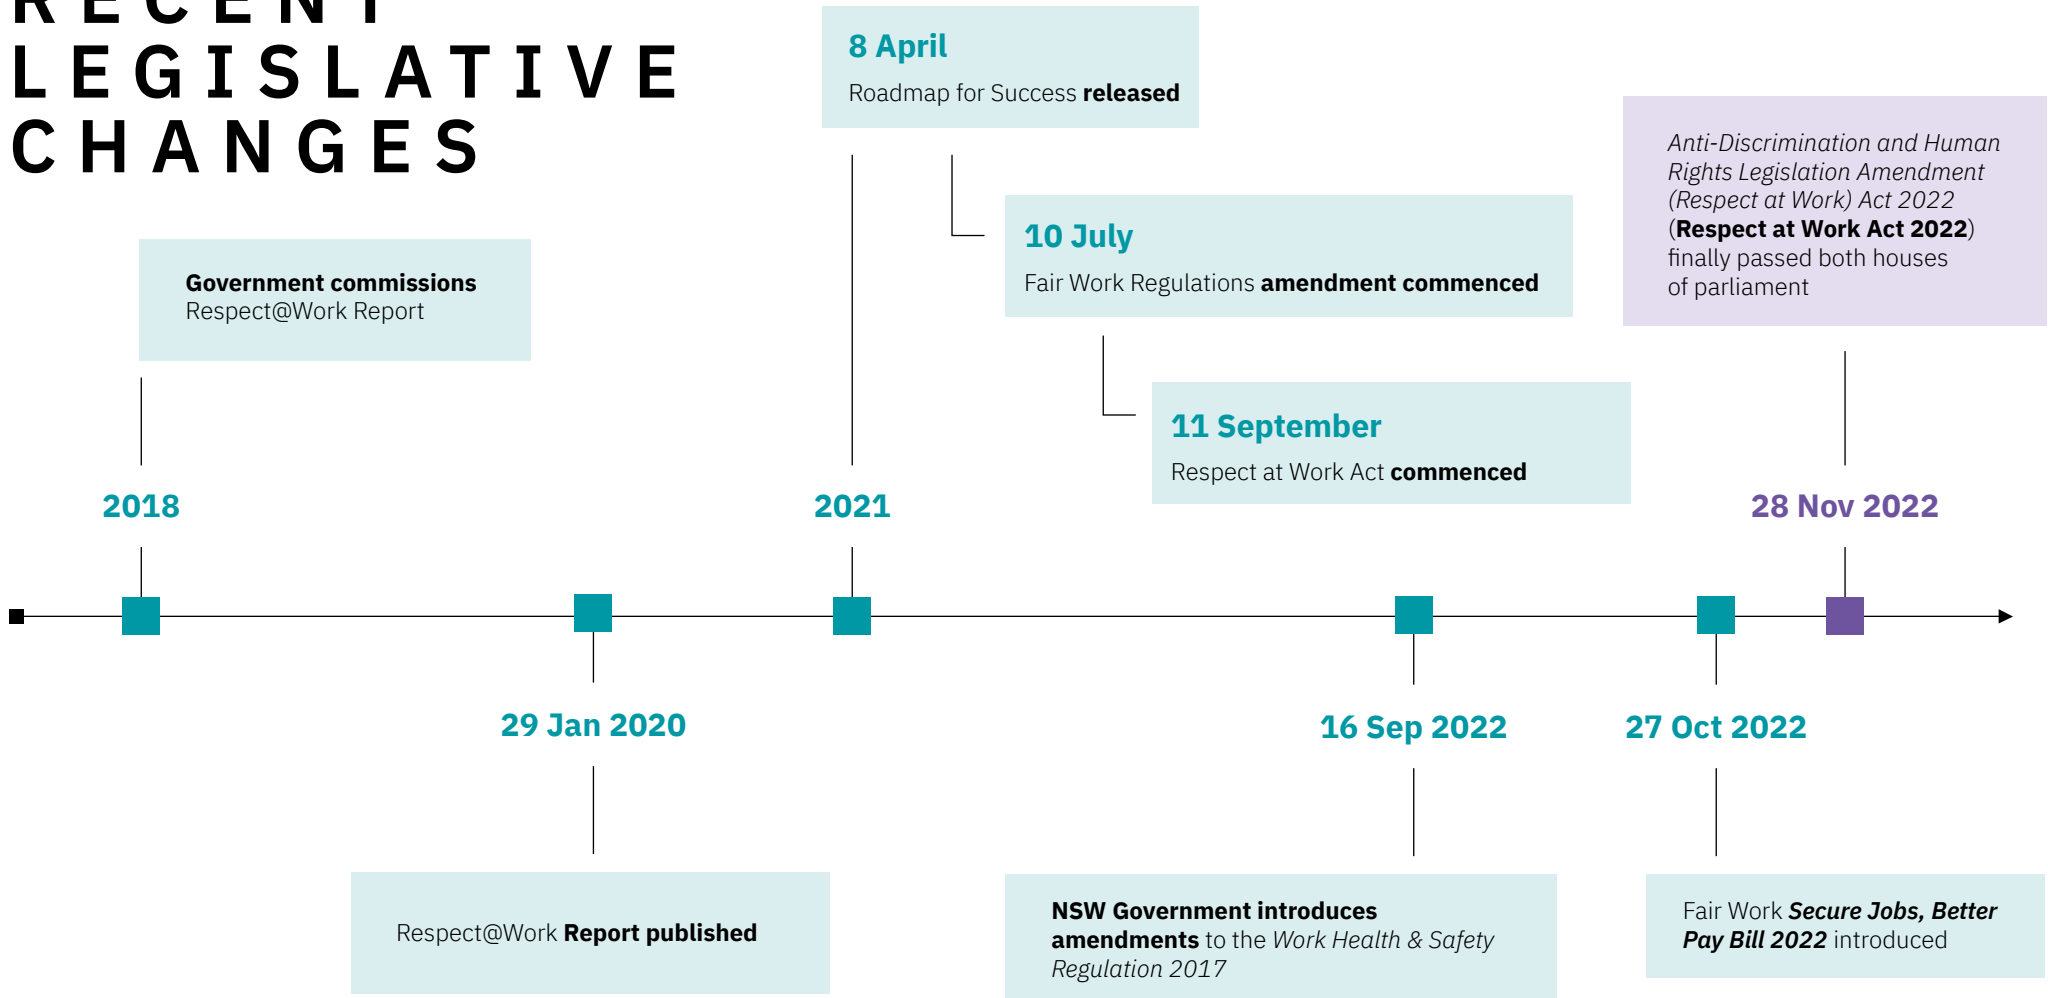 RECENT
LEGISLATIVE
CHANGES
Government commissions
Respect@Work Report
2018
29 Jan 2020
Respect@Work Report published
8 April
Roadmap for Success released
10 July
Fair Work Regulations amendment commenced
11 September
Respect at Work Act commenced
2021
16 Sep 2022
NSW Government introduces
amendments to the Work Health & Safety
Regulation 2017
27 Oct 2022
Fair Work Secure Jobs, Better
Pay Bill 2022 introduced
Anti-Discrimination and Human
Rights Legislation Amendment
(Respect at Work) Act 2022
(Respect at Work Act 2022)
finally passed both houses
of parliament
28 Nov 2022